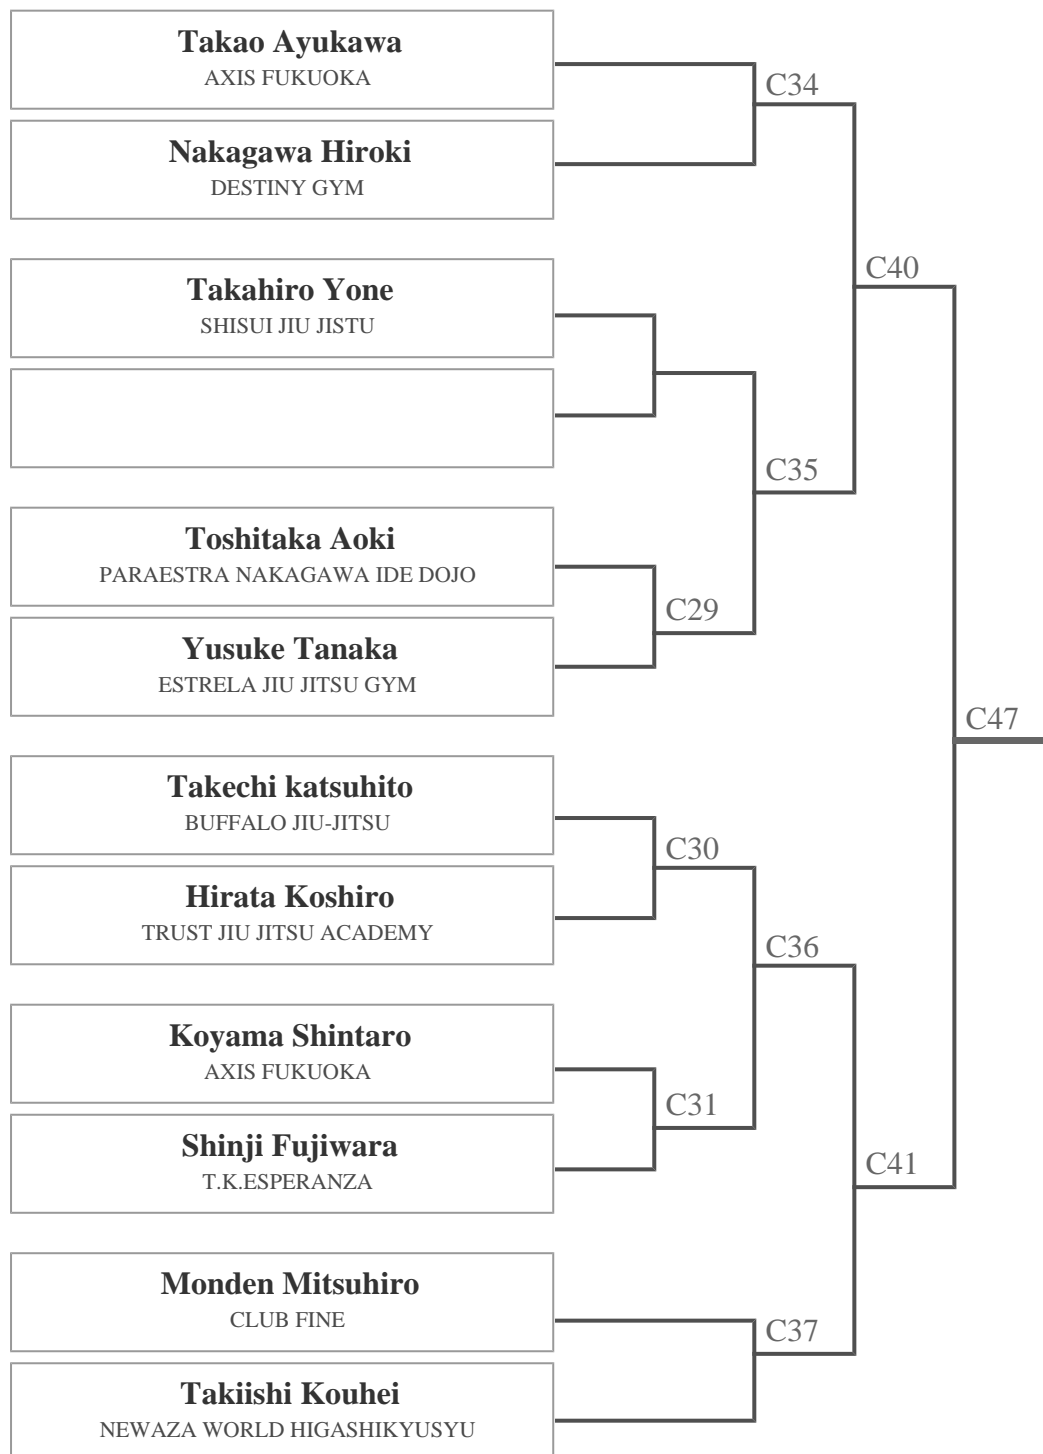 Takao Ayukawa
AXIS FUKUOKA
C34
Nakagawa Hiroki
DESTINY GYM
C40
Takahiro Yone
SHISUI JIU JISTU
C35
Toshitaka Aoki
PARAESTRA NAKAGAWA IDE DOJO
C29
Yusuke Tanaka
ESTRELA JIU JITSU GYM
C47
Takechi katsuhito
BUFFALO JIU-JITSU
C30
Hirata Koshiro
TRUST JIU JITSU ACADEMY
C36
Koyama Shintaro
AXIS FUKUOKA
C31
Shinji Fujiwara
T.K.ESPERANZA
C41
Monden Mitsuhiro
CLUB FINE
C37
Takiishi Kouhei
NEWAZA WORLD HIGASHIKYUSYU